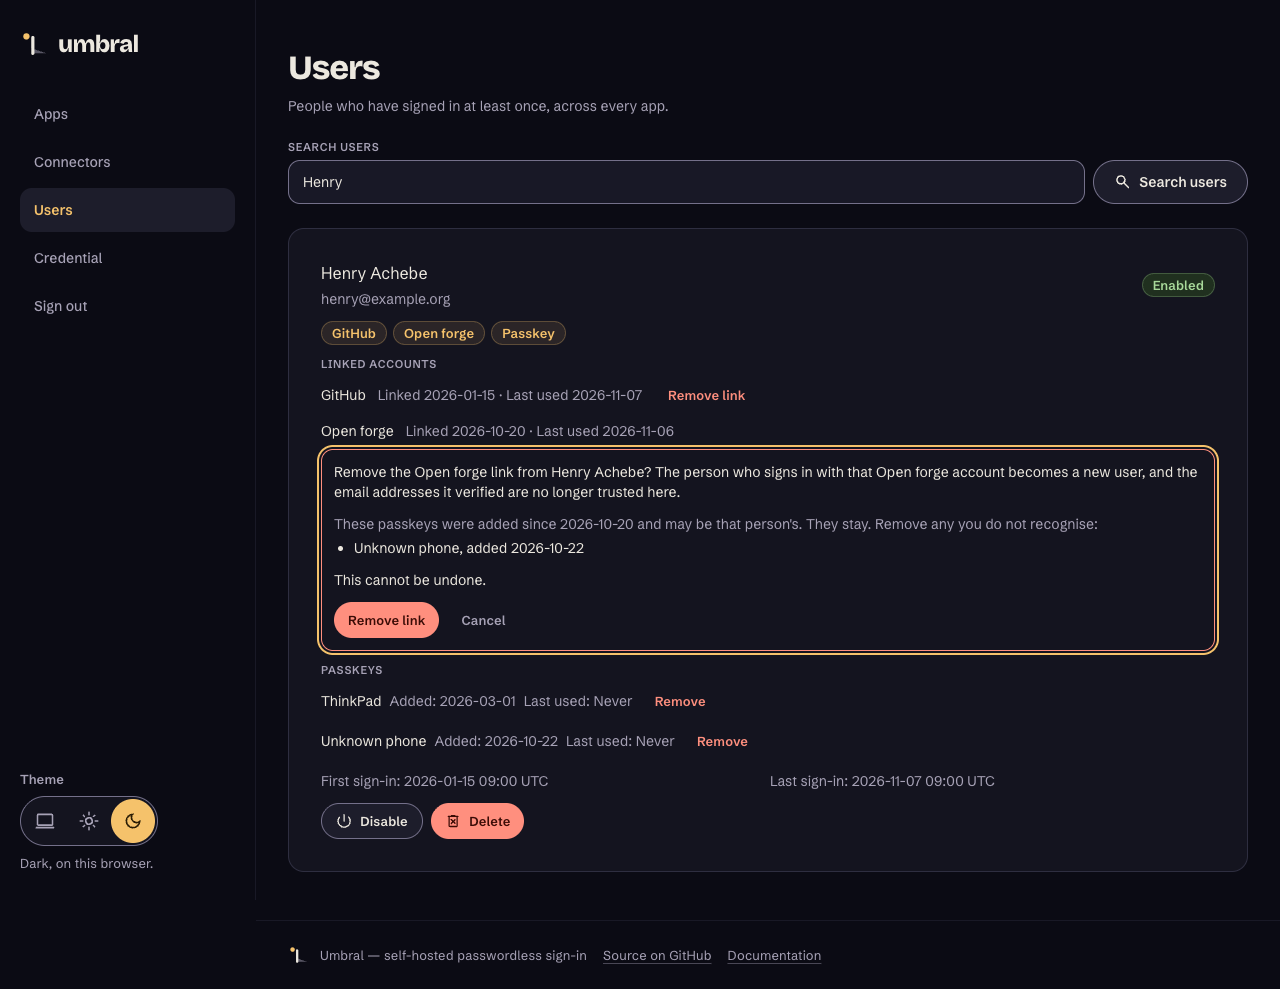 umbral
Apps
Connectors
Users
Credential
Sign out
Theme
Dark, on this browser.
Users
People who have signed in at least once, across every app.
SEARCH USERS
Henry
Search users
Henry Achebe
henry@example.org
Enabled
GitHub Open forge Passkey
LINKED ACCOUNTS
GitHub Linked 2026-01-15 · Last used 2026-11-07 Remove link
Open forge Linked 2026-10-20 · Last used 2026-11-06
Remove the Open forge link from Henry Achebe? The person who signs in with that Open forge account becomes a new user, and the
email addresses it verified are no longer trusted here.
These passkeys were added since 2026-10-20 and may be that person's. They stay. Remove any you do not recognise:
• Unknown phone, added 2026-10-22
This cannot be undone.
Remove link Cancel
PASSKEYS
ThinkPad Added: 2026-03-01 Last used: Never Remove
Unknown phone Added: 2026-10-22 Last used: Never Remove
First sign-in: 2026-01-15 09:00 UTC Last sign-in: 2026-11-07 09:00 UTC
Disable Delete
Umbral — self-hosted passwordless sign-in Source on GitHub Documentation